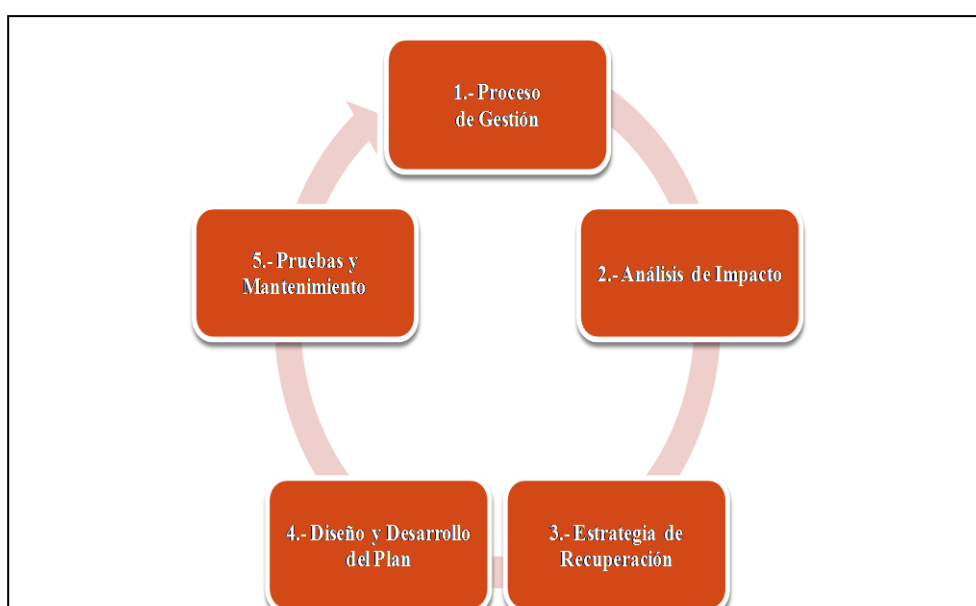 1.- Proceso
de Gestión
2.- Análisis de Impacto
3.- Estrategia de
Recuperación
4.- Diseño y Desarrollo
del Plan
5.- Pruebas y
Mantenimiento